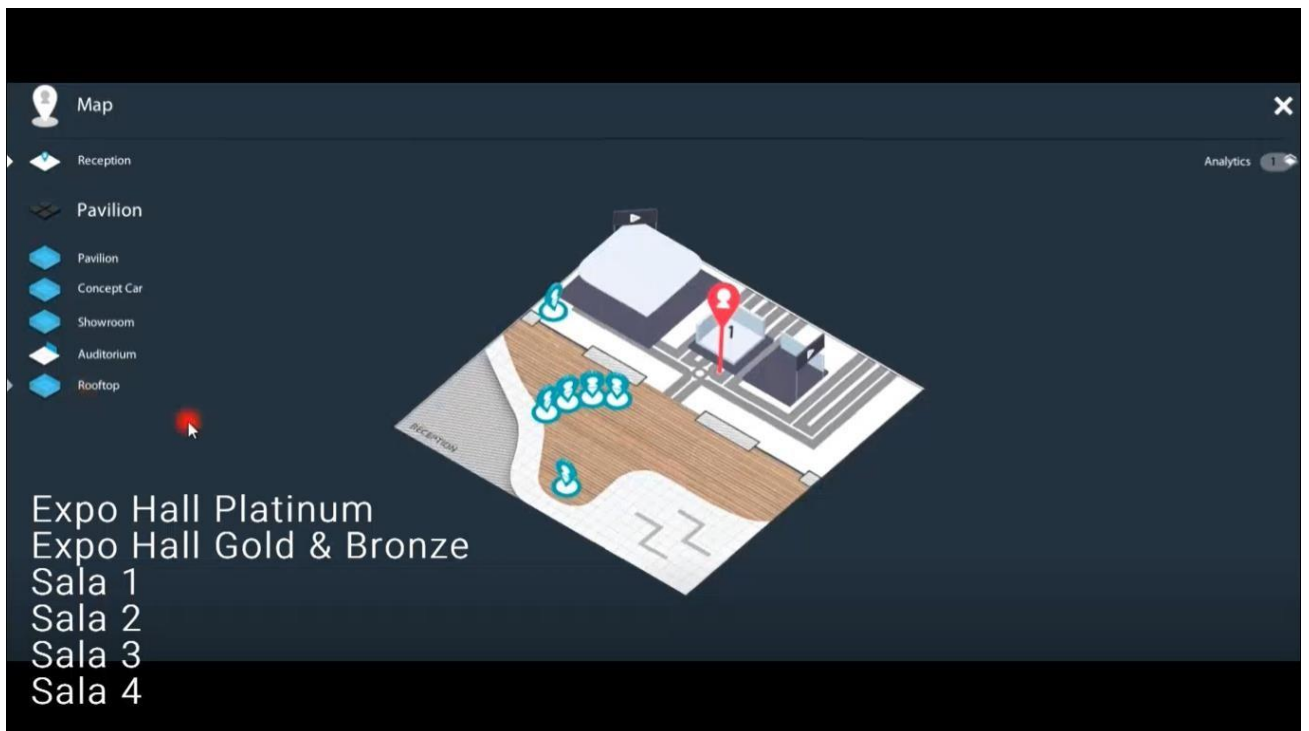 Map
Reception
Analytics 1
Pavilion
Pavilion
Concept Car
Showroom
Auditorium
Rooftop
1
RECEPTION
Expo Hall Platinum
Expo Hall Gold & Bronze
Sala 1
Sala 2
Sala 3
Sala 4